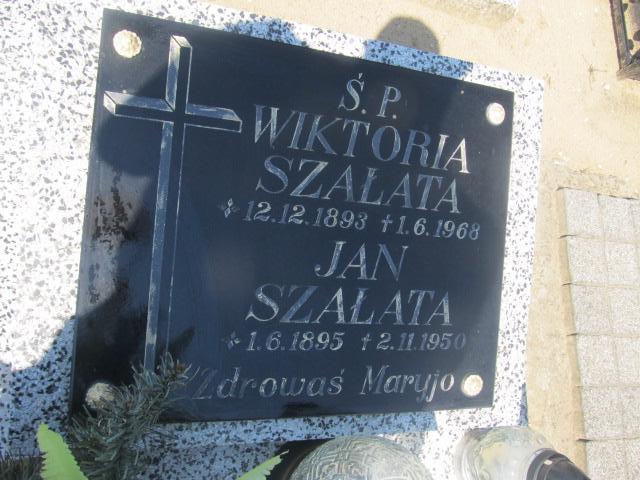 Ś. P.
WIKTORIA
SZAŁATA
12.12.1893 † 1.6.1968
JAN
SZAŁATA
1.6.1895 † 2.11.1950
Zdrowaś Maryjo